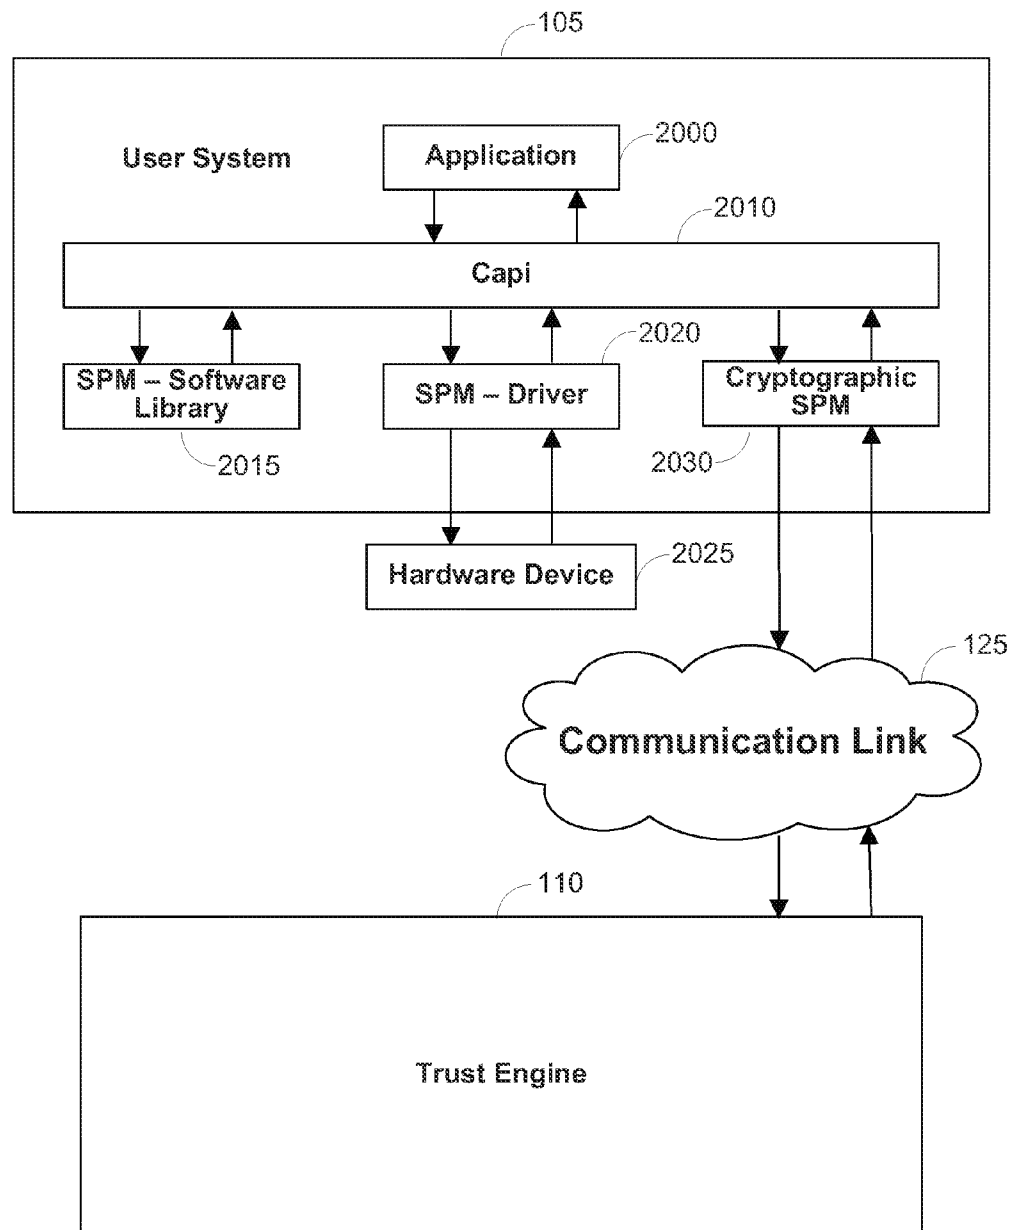 105
User System
Application
2000
2010
Capi
2020
SPM – Software
Library
SPM – Driver
Cryptographic
SPM
2015
2030
Hardware Device
2025
125
Communication Link
110
Trust Engine